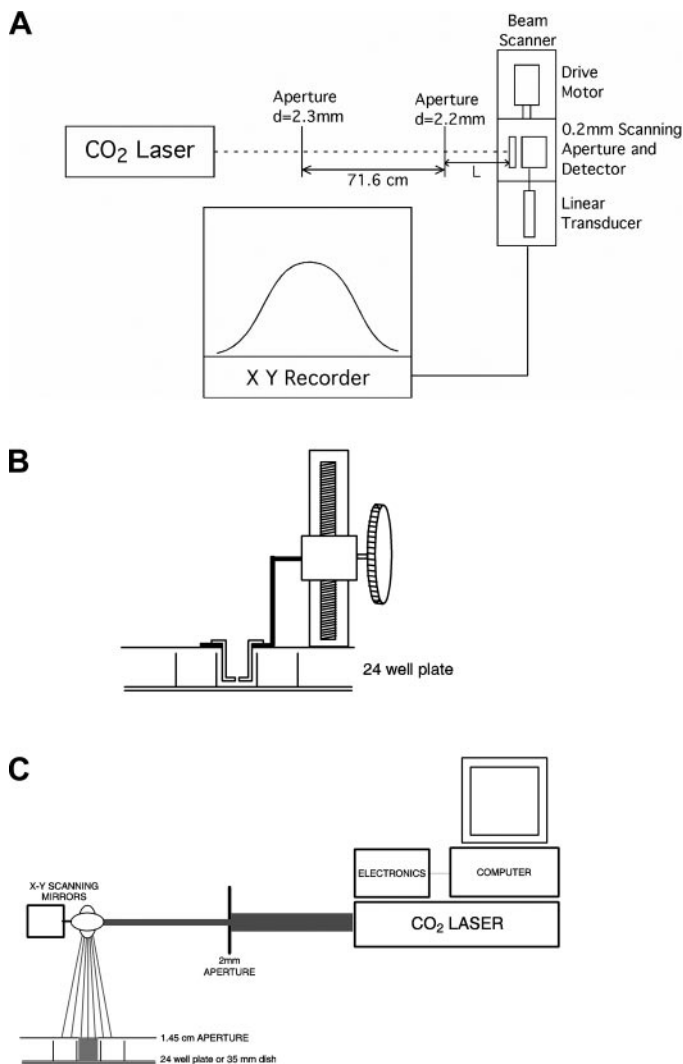 A
Beam
Scanner
Drive
Motor
Aperture
d=2.3mm
Aperture
d=2.2mm
0.2mm Scanning
Aperture and
Detector
CO₂ Laser
71.6 cm
L
Linear
Transducer
X Y Recorder
B
24 well plate
C
ELECTRONICS
COMPUTER
X-Y SCANNING
MIRRORS
CO₂ LASER
2mm
APERTURE
1.45 cm APERTURE
24 well plate or 35 mm dish